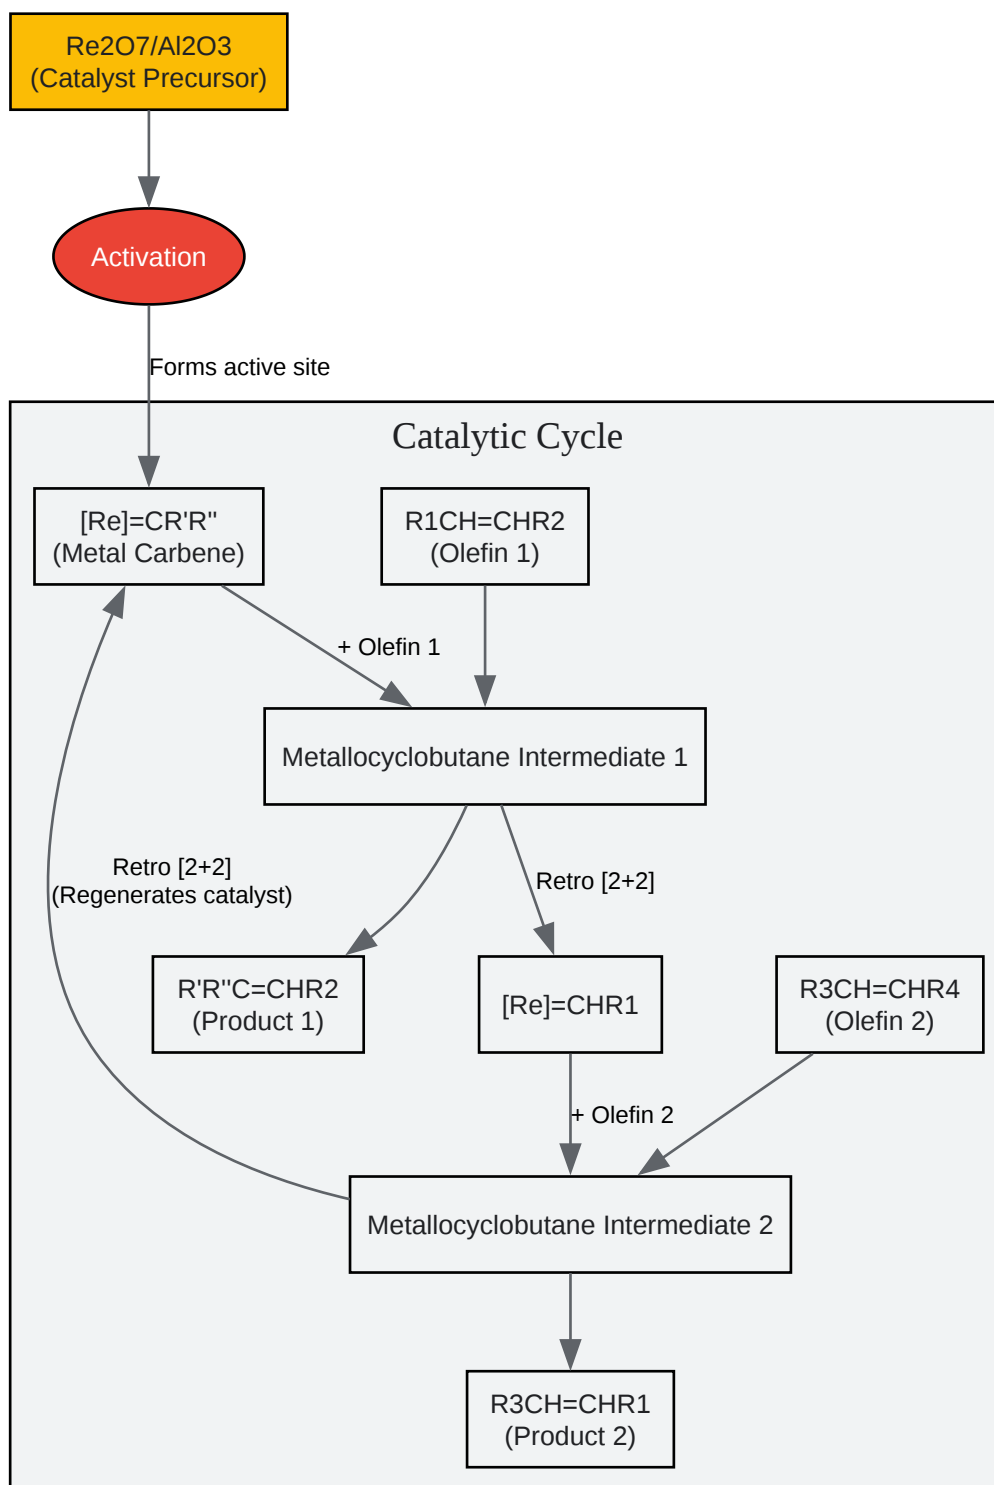 Re2O7/Al2O3
(Catalyst Precursor)
Activation
Forms active site
Catalytic Cycle
[Re]=CR'R"
(Metal Carbene)
R1CH=CHR2
(Olefin 1)
+ Olefin 1
Metallocyclobutane Intermediate 1
Retro [2+2]
(Regenerates catalyst)
Retro [2+2]
R'R"C=CHR2
(Product 1)
[Re]=CHR1
R3CH=CHR4
(Olefin 2)
+ Olefin 2
Metallocyclobutane Intermediate 2
R3CH=CHR1
(Product 2)